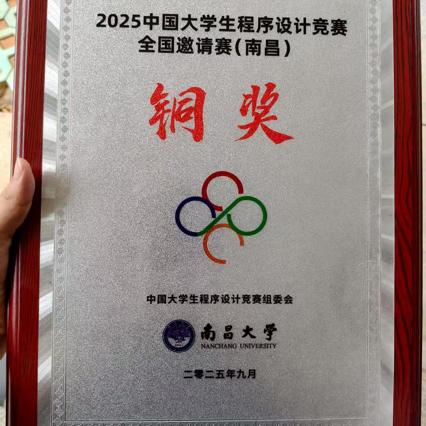 2025中国大学生程序设计竞赛
全国邀请赛(南昌)
铜奖
中国大学生程序设计竞赛组委会
南昌大学
NANCHANG UNIVERSITY
二零二五年九月